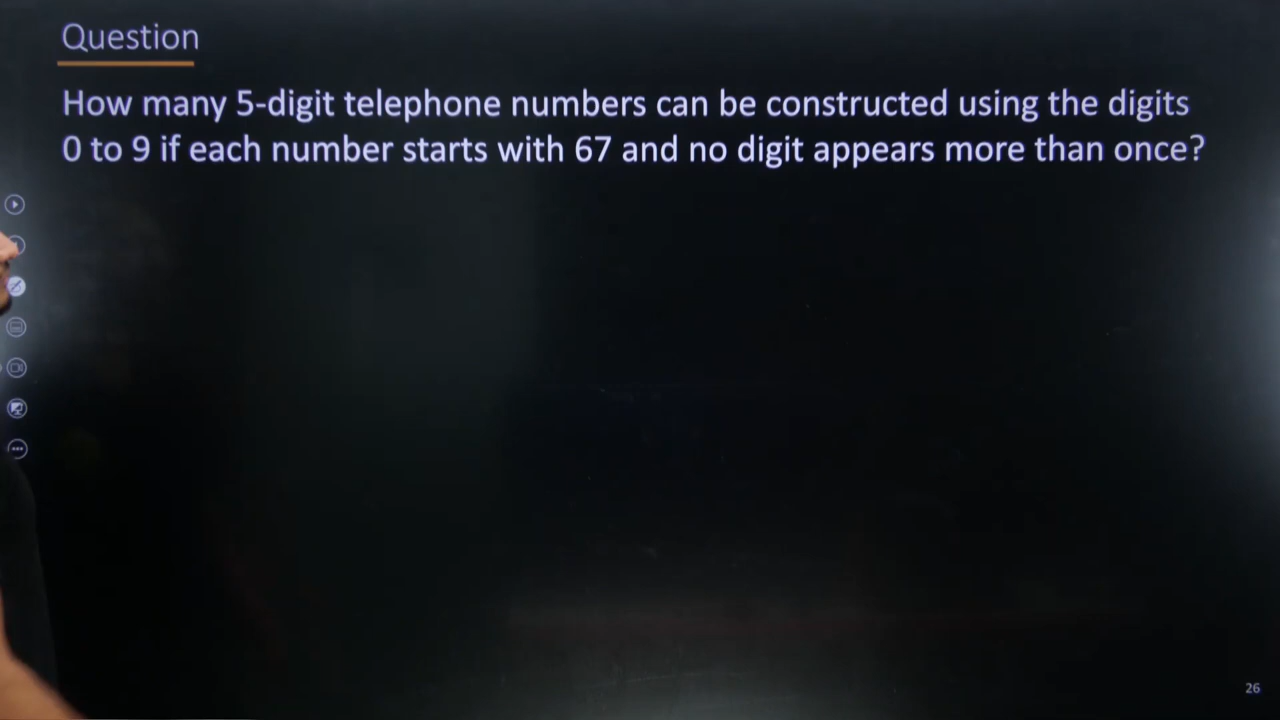 Question
How many 5-digit telephone numbers can be constructed using the digits
0 to 9 if each number starts with 67 and no digit appears more than once?
26